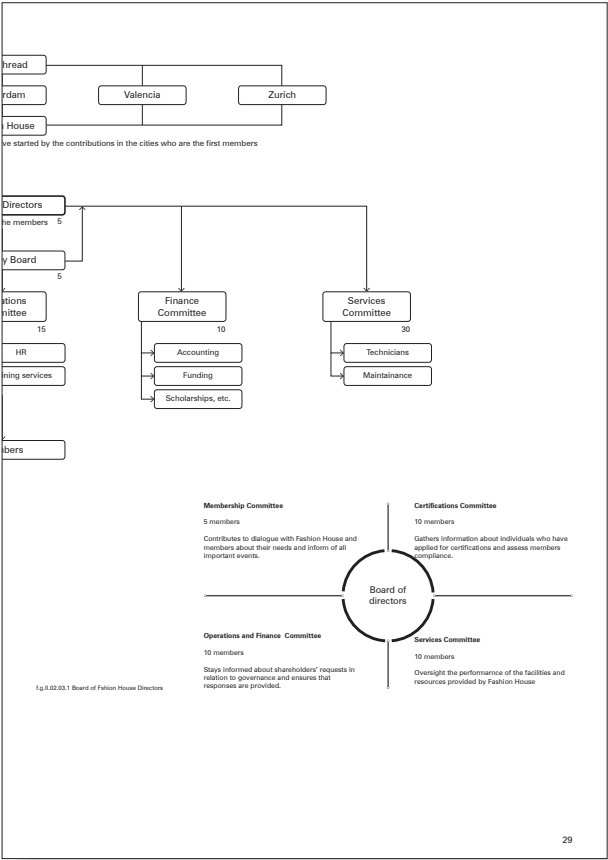 hread
rdam
Valencia
Zurich
House
ve started by the contributions in the cities who are the first members
Directors
he members 5
y Board
5
ations
mittee
15
Finance
Committee
10
Services
Committee
30
HR
ining services
Accounting
Funding
Scholarships, etc.
Technicians
Maintainance
bers
Membership Committee
5 members
Contributes to dialogue with Fashion House and
members about their needs and inform of all
important events.
Certifications Committee
10 members
Gathers information about individuals who have
applied for certifications and assess members
compliance.
Board of
directors
Operations and Finance Committee
10 members
Stays informed about shareholders' requests in
relation to governance and ensures that
responses are provided.
Services Committee
10 members
Oversight the performarnce of the facilities and
resources provided by Fashion House
f.g.II.02.03.1 Board of Fshion House Directors
29